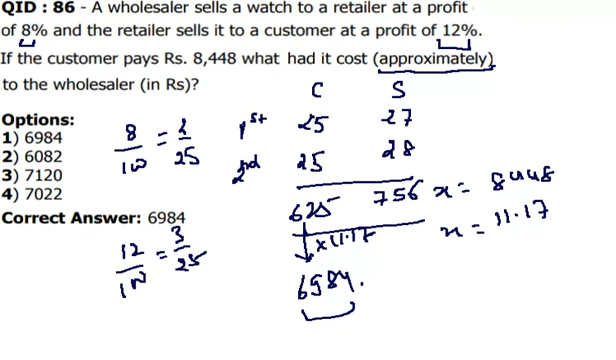 QID : 86 - A wholesaler sells a watch to a retailer at a profit
of 8% and the retailer sells it to a customer at a profit of 12%.
If the customer pays Rs. 8,448 what had it cost (approximately)
to the wholesaler (in Rs)?
Options:
1) 6984
2) 6082
3) 7120
4) 7022
Correct Answer: 6984
8/100 = 2/25
12/100 = 3/25
C S
1st 25 27
2nd 25 28
625 756 x = 8448
x = 11.17
×11.17
6984.